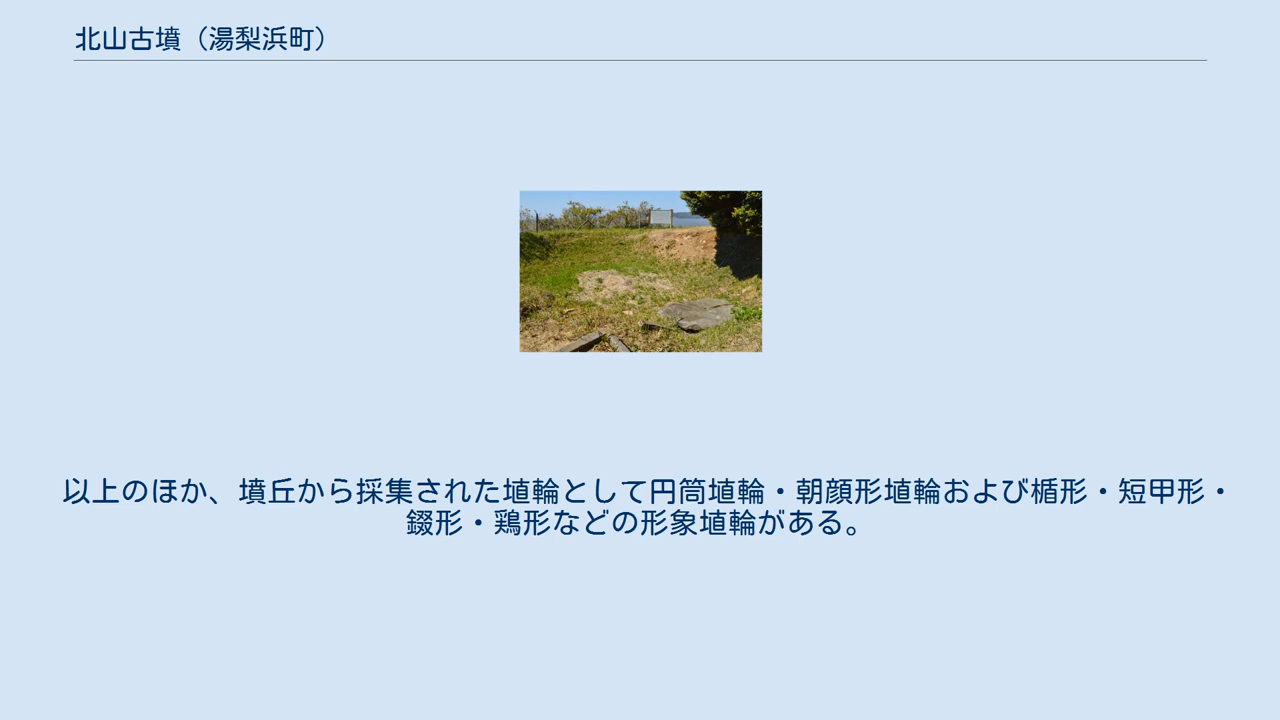 北山古墳（湯梨浜町）
以上のほか、墳丘から採集された埴輪として円筒埴輪・朝顔形埴輪および楯形・短甲形・
錣形・鶏形などの形象埴輪がある。